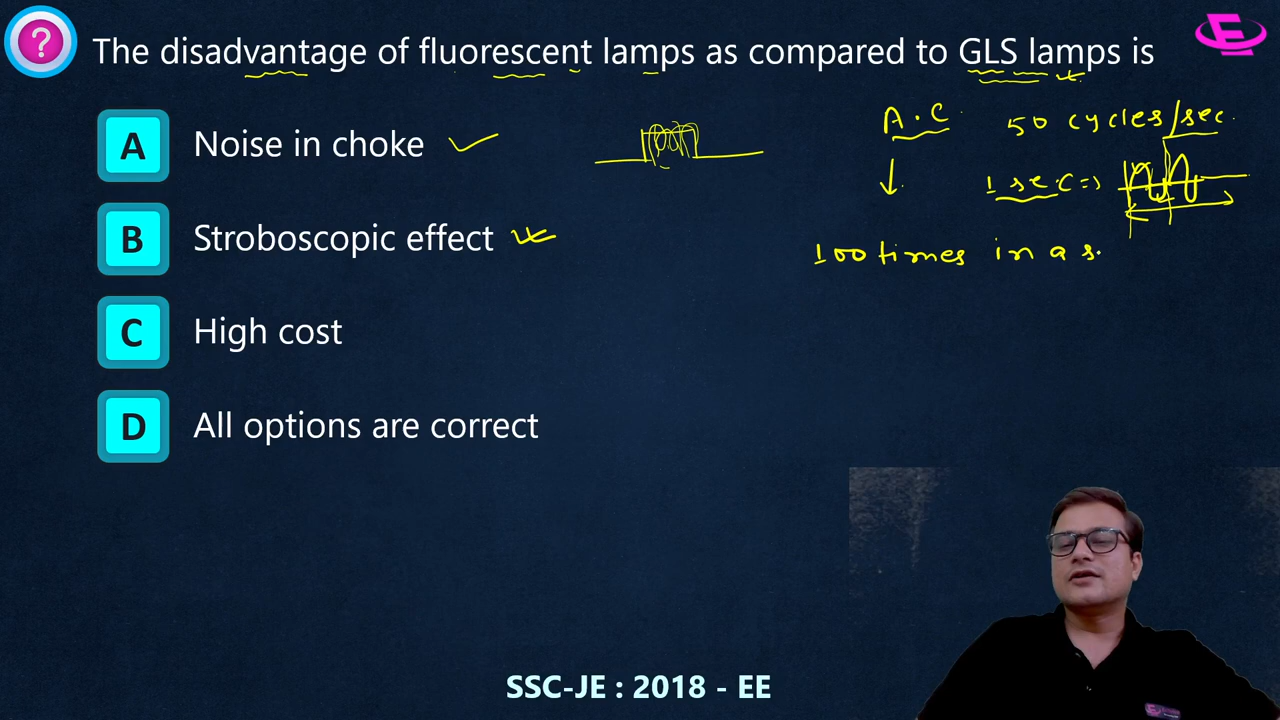 ?
The disadvantage of fluorescent lamps as compared to GLS lamps is
E
A Noise in choke
B Stroboscopic effect
C High cost
D All options are correct
A.C 50 cycles/sec.
1 sec =>
100 times in a s.
SSC-JE : 2018 - EE